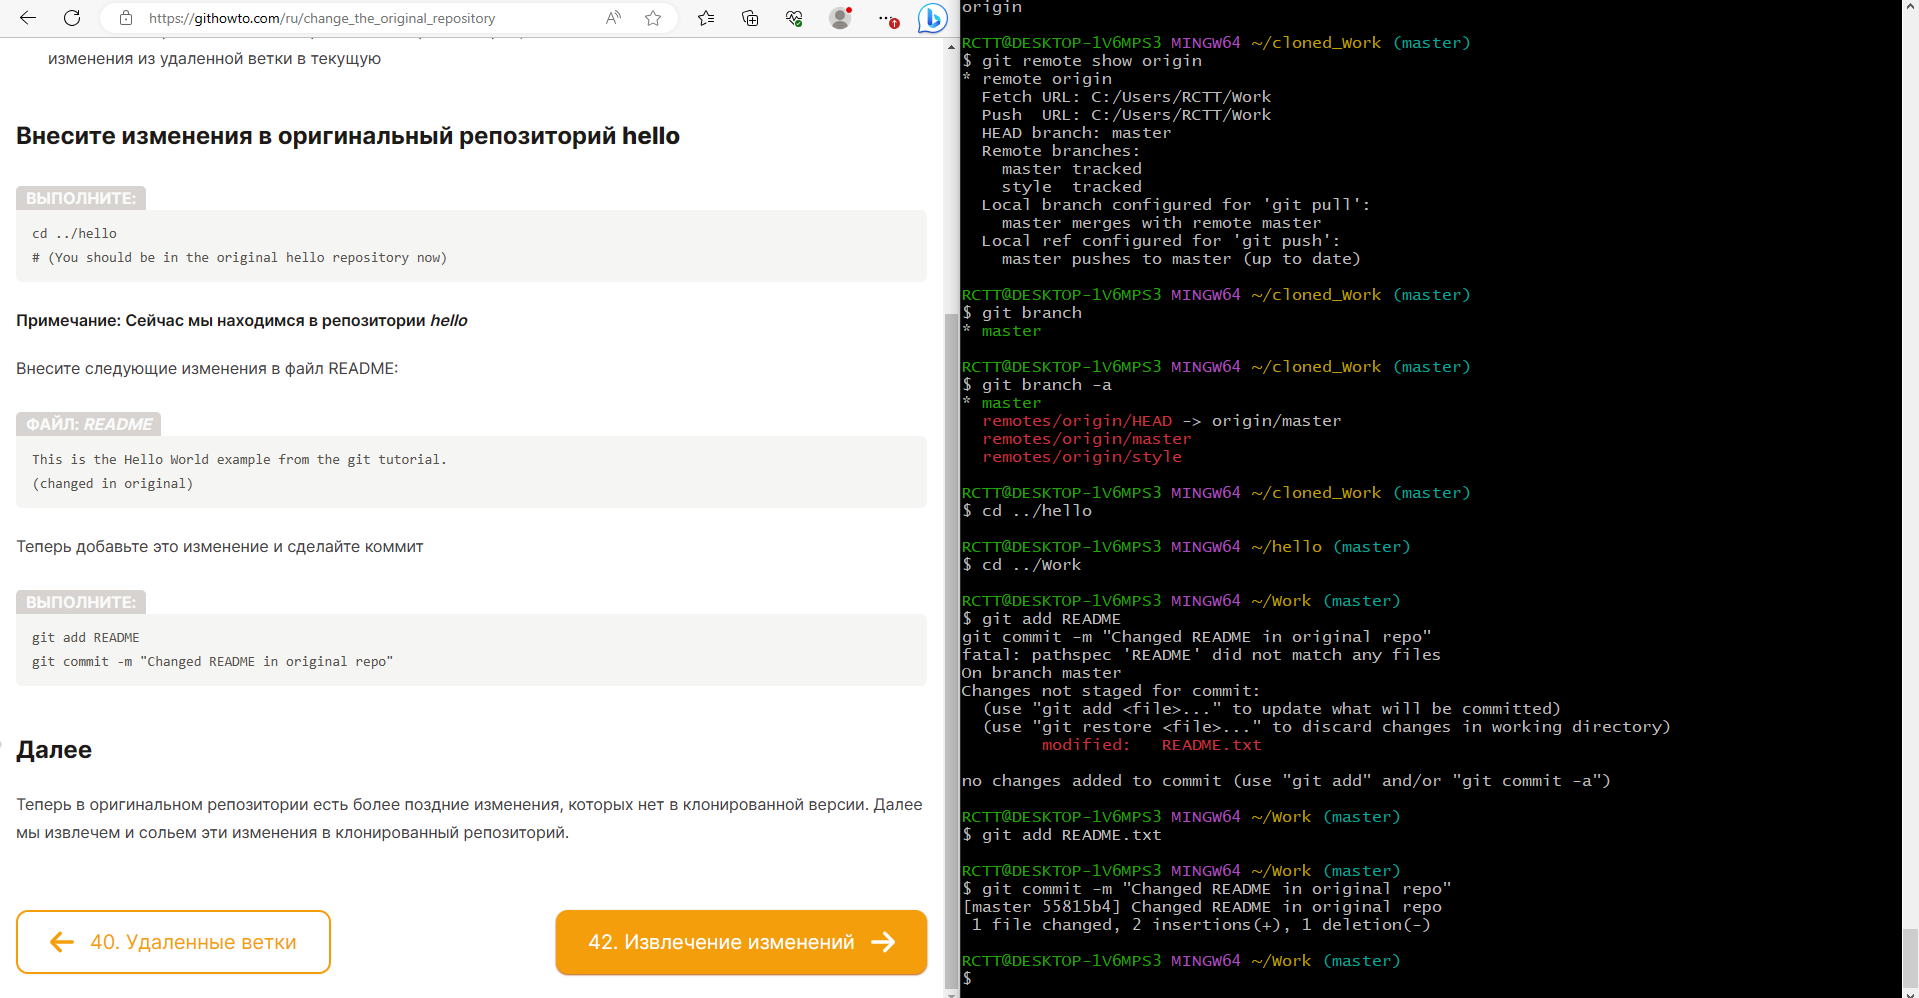 https://githowto.com/ru/change_the_original_repository
изменения из удаленной ветки в текущую
Внесите изменения в оригинальный репозиторий hello
ВЫПОЛНИТЕ:
cd ../hello
# (You should be in the original hello repository now)
Примечание: Сейчас мы находимся в репозитории hello
Внесите следующие изменения в файл README:
ФАЙЛ: README
This is the Hello World example from the git tutorial.
(changed in original)
Теперь добавьте это изменение и сделайте коммит
ВЫПОЛНИТЕ:
git add README
git commit -m "Changed README in original repo"
Далее
Теперь в оригинальном репозитории есть более поздние изменения, которых нет в клонированной версии. Далее
мы извлечем и сольем эти изменения в клонированный репозиторий.
40. Удаленные ветки
42. Извлечение изменений
origin
RCTT@DESKTOP-1V6MPS3 MINGW64 ~/cloned_Work (master)
$ git remote show origin
* remote origin
  Fetch URL: C:/Users/RCTT/Work
  Push  URL: C:/Users/RCTT/Work
  HEAD branch: master
  Remote branches:
    master tracked
    style  tracked
  Local branch configured for 'git pull':
    master merges with remote master
  Local ref configured for 'git push':
    master pushes to master (up to date)
RCTT@DESKTOP-1V6MPS3 MINGW64 ~/cloned_Work (master)
$ git branch
* master
RCTT@DESKTOP-1V6MPS3 MINGW64 ~/cloned_Work (master)
$ git branch -a
* master
  remotes/origin/HEAD -> origin/master
  remotes/origin/master
  remotes/origin/style
RCTT@DESKTOP-1V6MPS3 MINGW64 ~/cloned_Work (master)
$ cd ../hello
RCTT@DESKTOP-1V6MPS3 MINGW64 ~/hello (master)
$ cd ../Work
RCTT@DESKTOP-1V6MPS3 MINGW64 ~/Work (master)
$ git add README
git commit -m "Changed README in original repo"
fatal: pathspec 'README' did not match any files
On branch master
Changes not staged for commit:
  (use "git add <file>..." to update what will be committed)
  (use "git restore <file>..." to discard changes in working directory)
        modified:   README.txt
no changes added to commit (use "git add" and/or "git commit -a")
RCTT@DESKTOP-1V6MPS3 MINGW64 ~/Work (master)
$ git add README.txt
RCTT@DESKTOP-1V6MPS3 MINGW64 ~/Work (master)
$ git commit -m "Changed README in original repo"
[master 55815b4] Changed README in original repo
 1 file changed, 2 insertions(+), 1 deletion(-)
RCTT@DESKTOP-1V6MPS3 MINGW64 ~/Work (master)
$